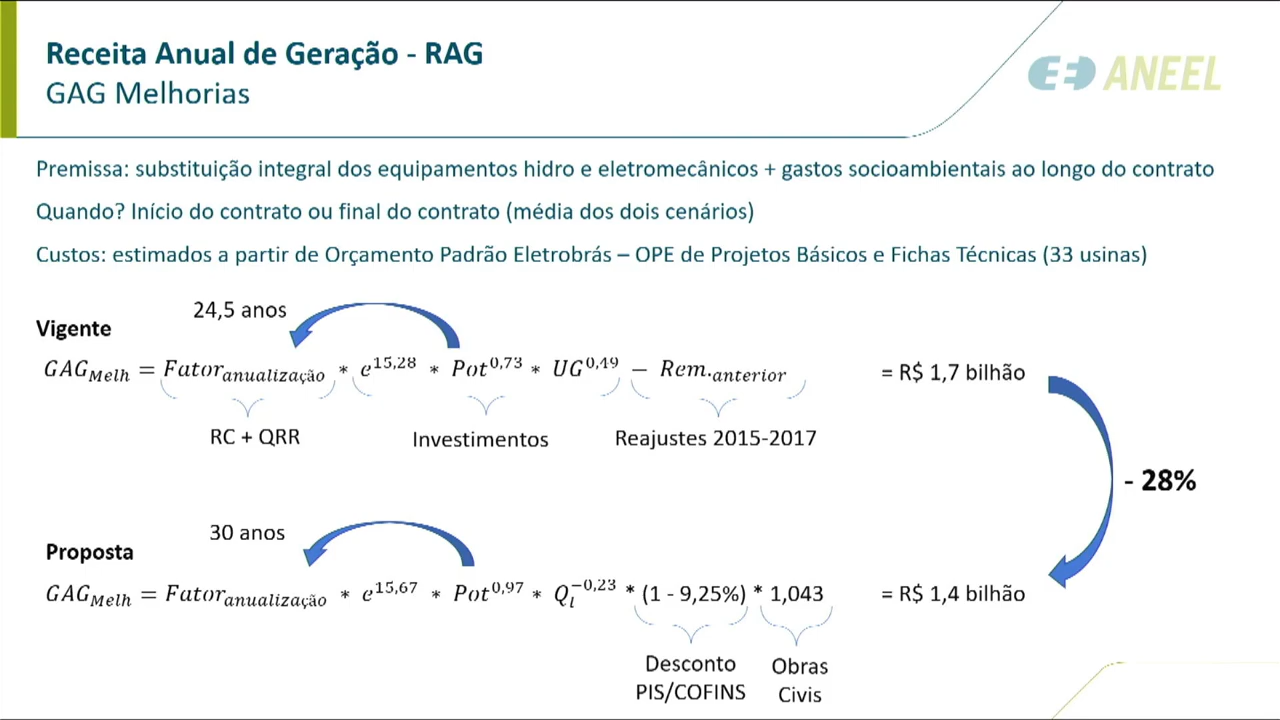 Receita Anual de Geração - RAG
GAG Melhorias
ANEEL
Premissa: substituição integral dos equipamentos hidro e eletromecânicos + gastos socioambientais ao longo do contrato
Quando? Início do contrato ou final do contrato (média dos dois cenários)
Custos: estimados a partir de Orçamento Padrão Eletrobrás – OPE de Projetos Básicos e Fichas Técnicas (33 usinas)
24,5 anos
Vigente
GAG_Melh = Fator_anualização * e^15,28 * Pot^0,73 * UG^0,49 − Rem._anterior = R$ 1,7 bilhão
RC + QRR
Investimentos
Reajustes 2015-2017
- 28%
30 anos
Proposta
GAG_Melh = Fator_anualização * e^15,67 * Pot^0,97 * Q_l^−0,23 * (1 - 9,25%) * 1,043 = R$ 1,4 bilhão
Desconto
PIS/COFINS
Obras
Civis